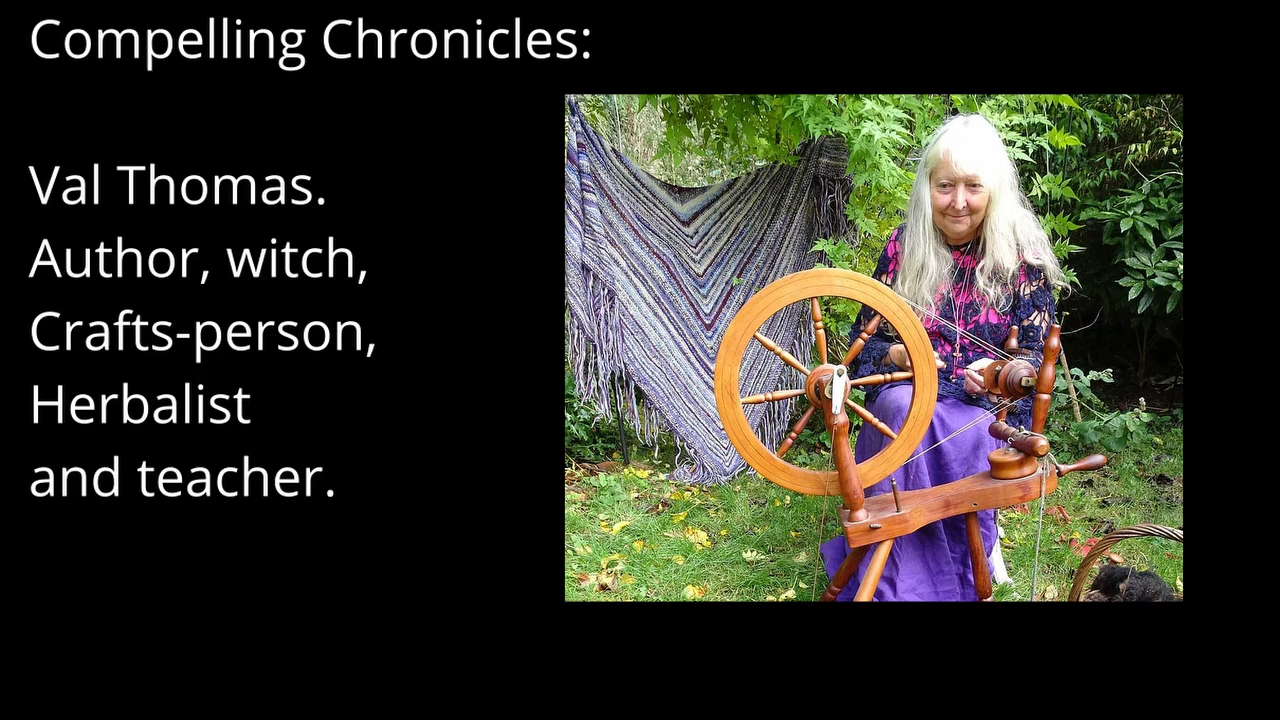 Compelling Chronicles:
Val Thomas.
Author, witch,
Crafts-person,
Herbalist
and teacher.